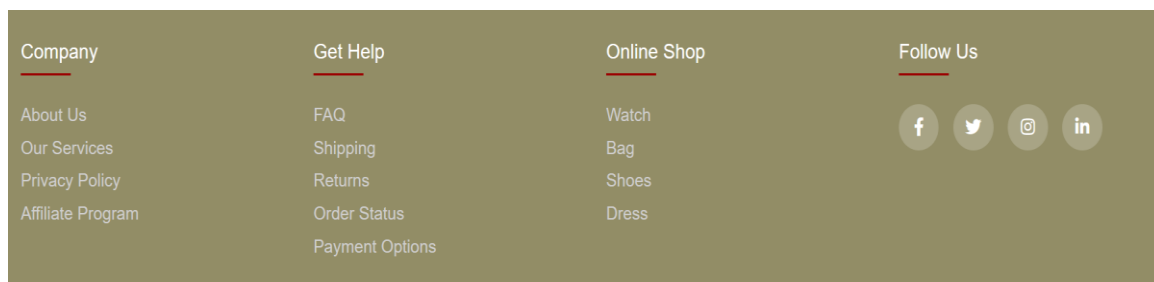 Company
About Us
Our Services
Privacy Policy
Affiliate Program
Get Help
FAQ
Shipping
Returns
Order Status
Payment Options
Online Shop
Watch
Bag
Shoes
Dress
Follow Us